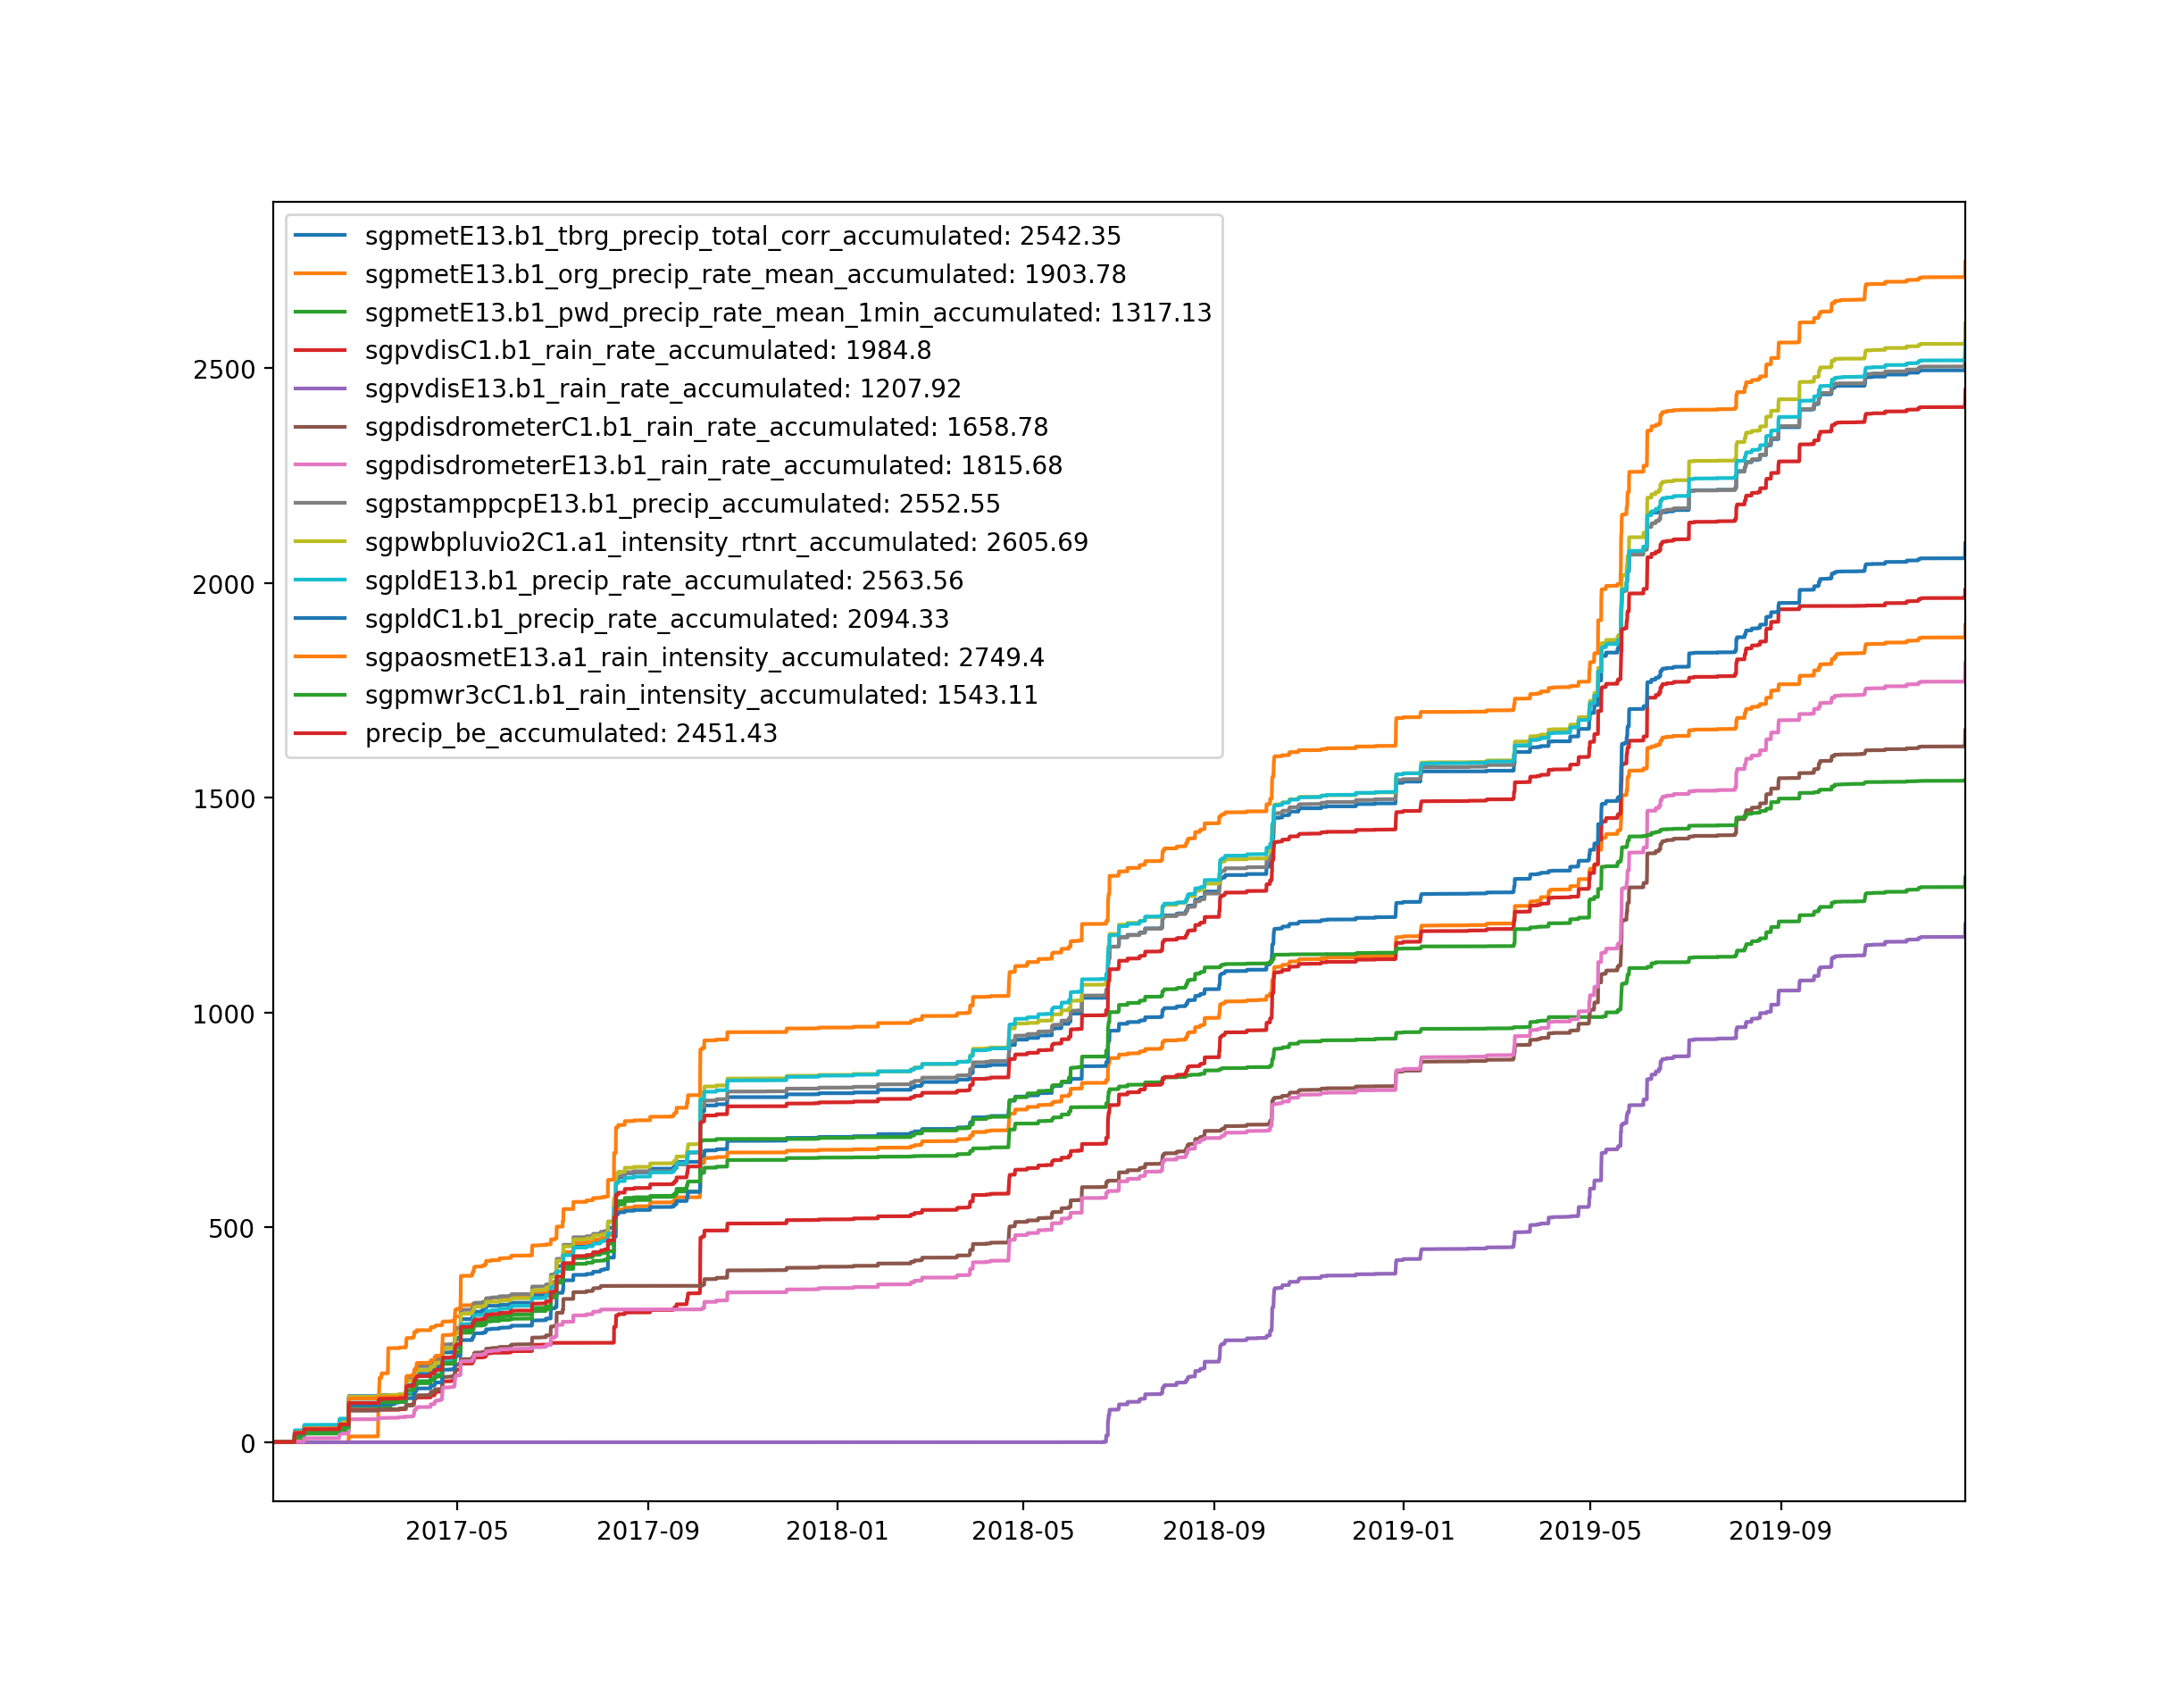 sgpmetE13.b1_tbrg_precip_total_corr_accumulated: 2542.35
sgpmetE13.b1_org_precip_rate_mean_accumulated: 1903.78
sgpmetE13.b1_pwd_precip_rate_mean_1min_accumulated: 1317.13
sgpvdisC1.b1_rain_rate_accumulated: 1984.8
sgpvdisE13.b1_rain_rate_accumulated: 1207.92
sgpdisdrometerC1.b1_rain_rate_accumulated: 1658.78
sgpdisdrometerE13.b1_rain_rate_accumulated: 1815.68
sgpstamppcpE13.b1_precip_accumulated: 2552.55
sgpwbpluvio2C1.a1_intensity_rtnrt_accumulated: 2605.69
sgpldE13.b1_precip_rate_accumulated: 2563.56
sgpldC1.b1_precip_rate_accumulated: 2094.33
sgpaosmetE13.a1_rain_intensity_accumulated: 2749.4
sgpmwr3cC1.b1_rain_intensity_accumulated: 1543.11
precip_be_accumulated: 2451.43
2500
2000
1500
1000
500
0
2017-05 2017-09 2018-01 2018-05 2018-09 2019-01 2019-05 2019-09